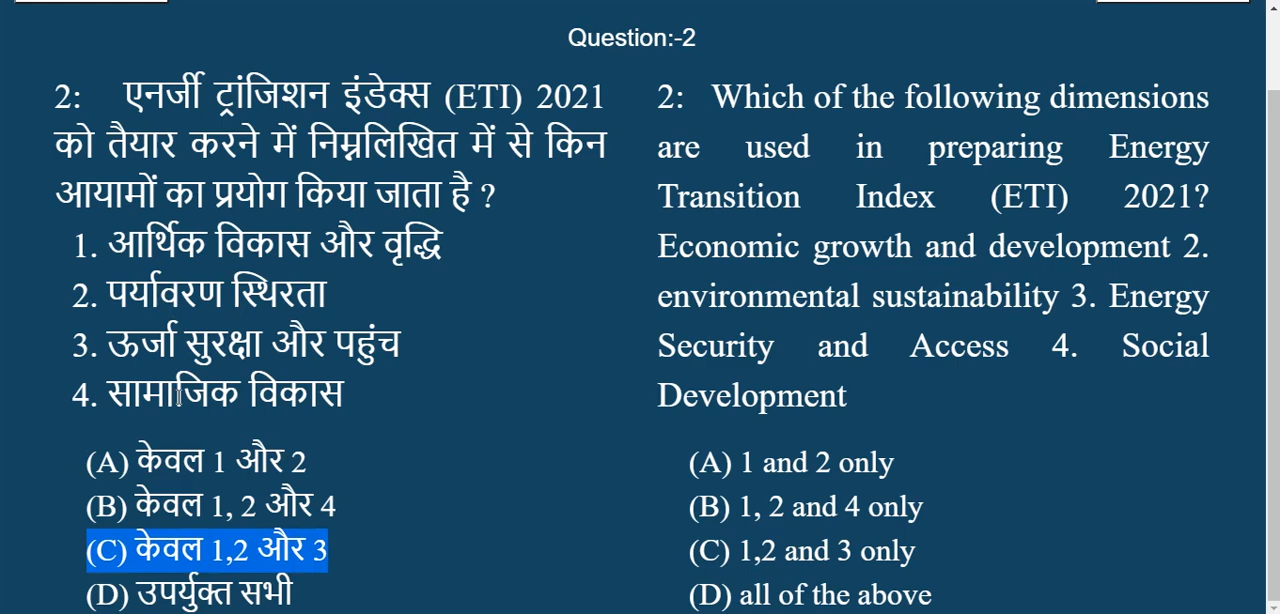 Question:-2
2: एनर्जी ट्रांजिशन इंडेक्स (ETI) 2021
को तैयार करने में निम्नलिखित में से किन
आयामों का प्रयोग किया जाता है ?
1. आर्थिक विकास और वृद्धि
2. पर्यावरण स्थिरता
3. ऊर्जा सुरक्षा और पहुंच
4. सामाजिक विकास
(A) केवल 1 और 2
(B) केवल 1, 2 और 4
(C) केवल 1,2 और 3
(D) उपर्युक्त सभी
2: Which of the following dimensions
are used in preparing Energy
Transition Index (ETI) 2021?
Economic growth and development 2.
environmental sustainability 3. Energy
Security and Access 4. Social
Development
(A) 1 and 2 only
(B) 1, 2 and 4 only
(C) 1,2 and 3 only
(D) all of the above